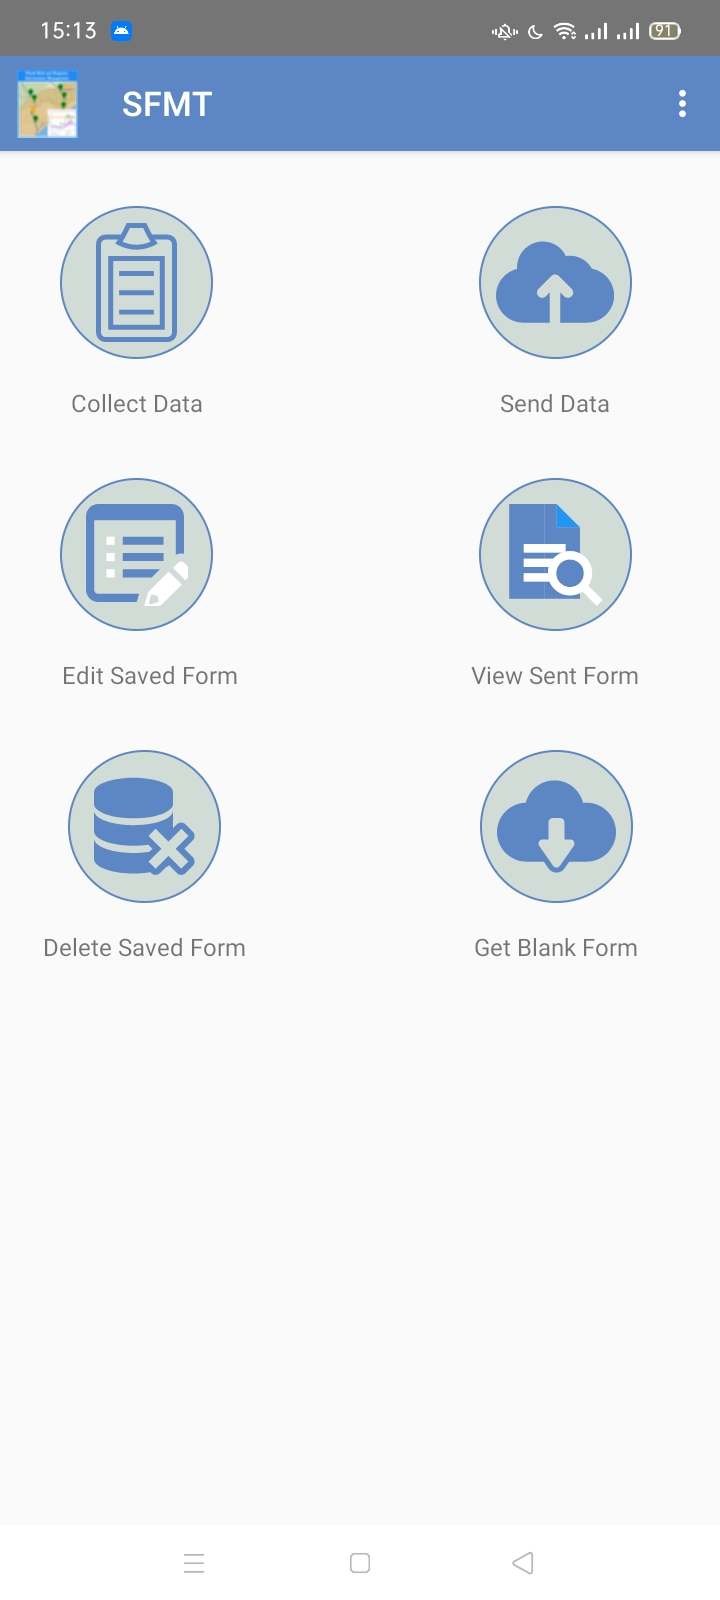 15:13
91
SFMT
Collect Data
Send Data
Edit Saved Form
View Sent Form
Delete Saved Form
Get Blank Form